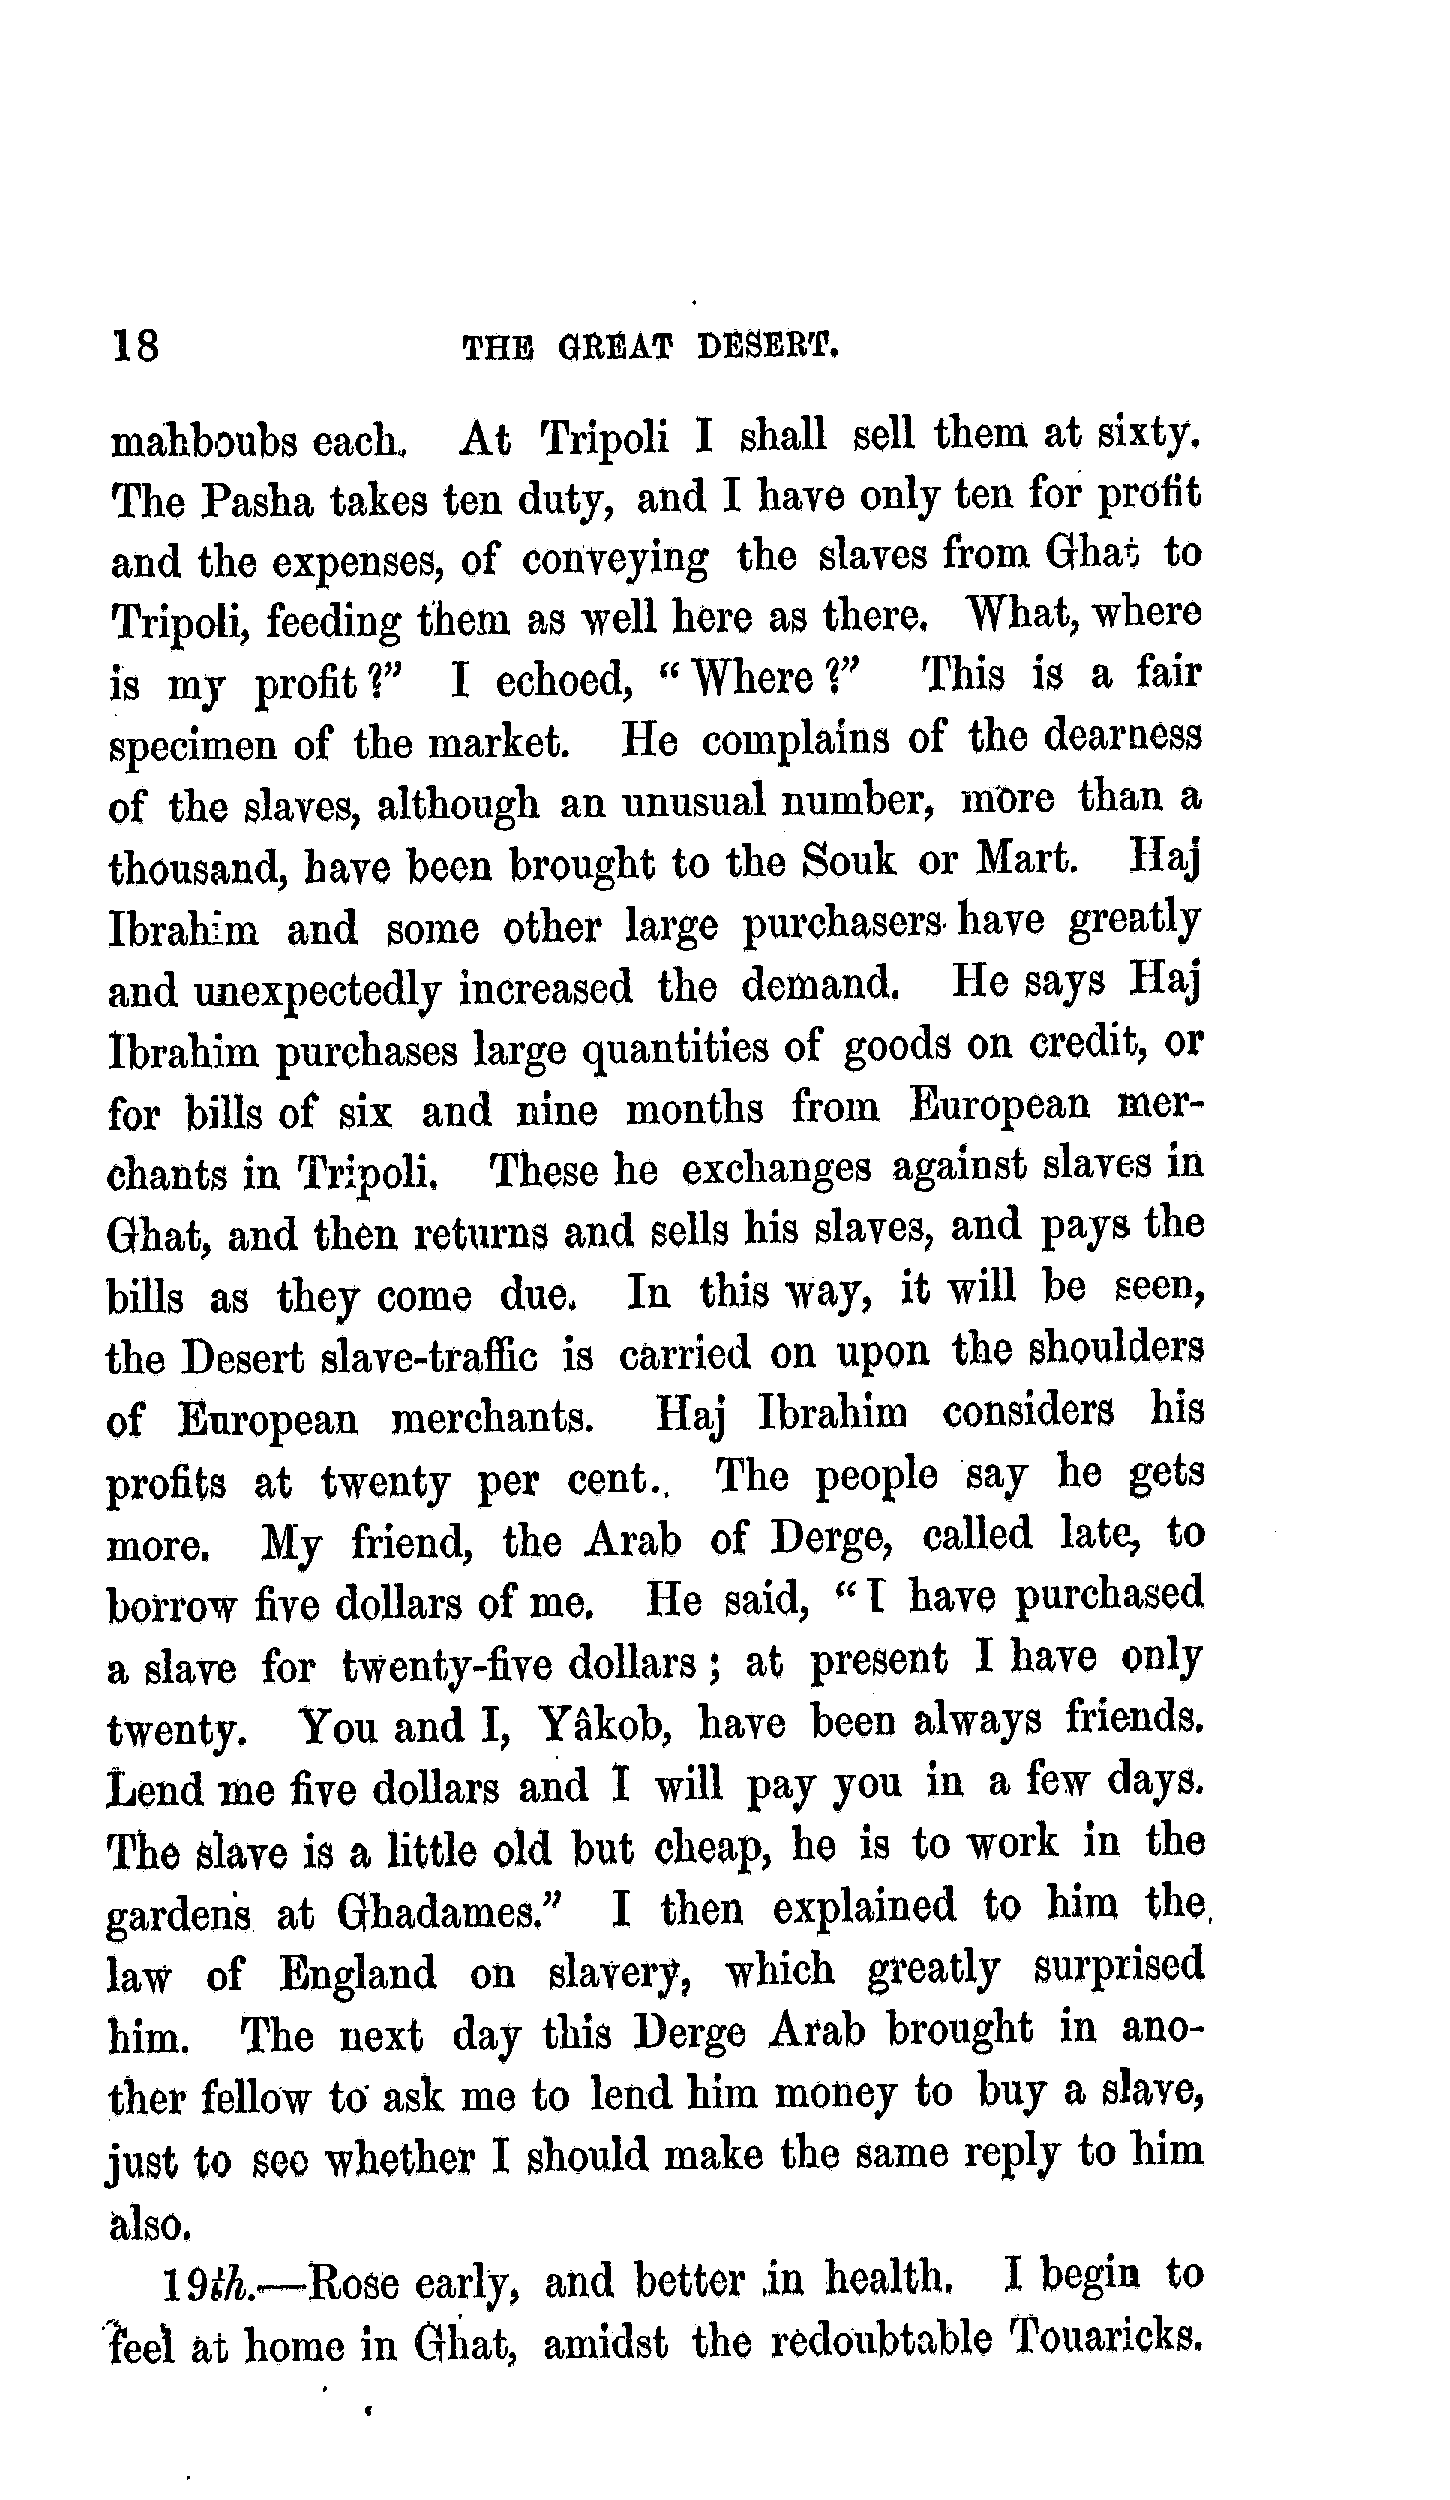 18 THE GREAT DESERT.
mahboubs each. At Tripoli I shall sell them at sixty.
The Pasha takes ten duty, and I have only ten for profit
and the expenses, of conveying the slaves from Ghat to
Tripoli, feeding them as well here as there. What, where
is my profit?" I echoed, "Where?" This is a fair
specimen of the market. He complains of the dearness
of the slaves, although an unusual number, more than a
thousand, have been brought to the Souk or Mart. Haj
Ibrahim and some other large purchasers have greatly
and unexpectedly increased the demand. He says Haj
Ibrahim purchases large quantities of goods on credit, or
for bills of six and nine months from European mer-
chants in Tripoli. These he exchanges against slaves in
Ghat, and then returns and sells his slaves, and pays the
bills as they come due. In this way, it will be seen,
the Desert slave-traffic is carried on upon the shoulders
of European merchants. Haj Ibrahim considers his
profits at twenty per cent.. The people say he gets
more. My friend, the Arab of Derge, called late, to
borrow five dollars of me. He said, "I have purchased
a slave for twenty-five dollars; at present I have only
twenty. You and I, Yâkob, have been always friends.
Lend me five dollars and I will pay you in a few days.
The slave is a little old but cheap, he is to work in the
gardens at Ghadames." I then explained to him the
law of England on slavery, which greatly surprised
him. The next day this Derge Arab brought in ano-
ther fellow to ask me to lend him money to buy a slave,
just to see whether I should make the same reply to him
also.
19th.—Rose early, and better in health. I begin to
feel at home in Ghat, amidst the redoubtable Touaricks.